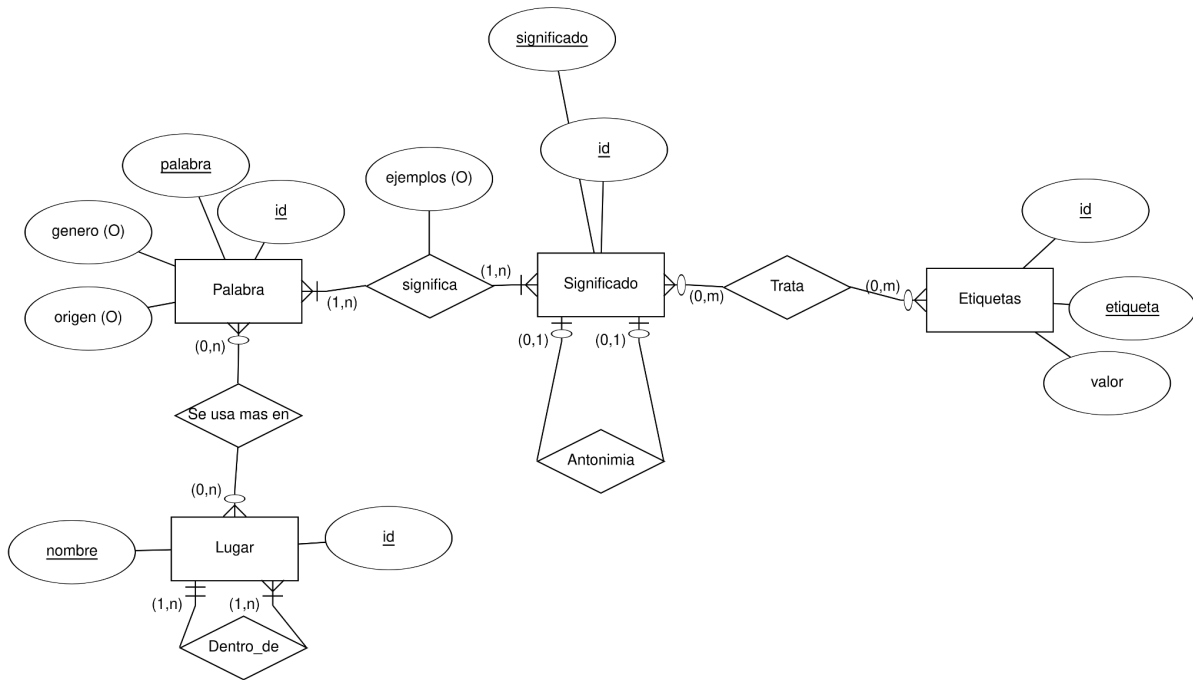 significado
id
palabra
ejemplos (O)
id
id
genero (O)
Palabra
(1,n)
significa
(1,n)
Significado
(0,m)
Trata
(0,m)
Etiquetas
etiqueta
origen (O)
(0,n)
(0,1)
(0,1)
valor
Se usa mas en
Antonimia
(0,n)
nombre
Lugar
id
(1,n)
(1,n)
Dentro_de